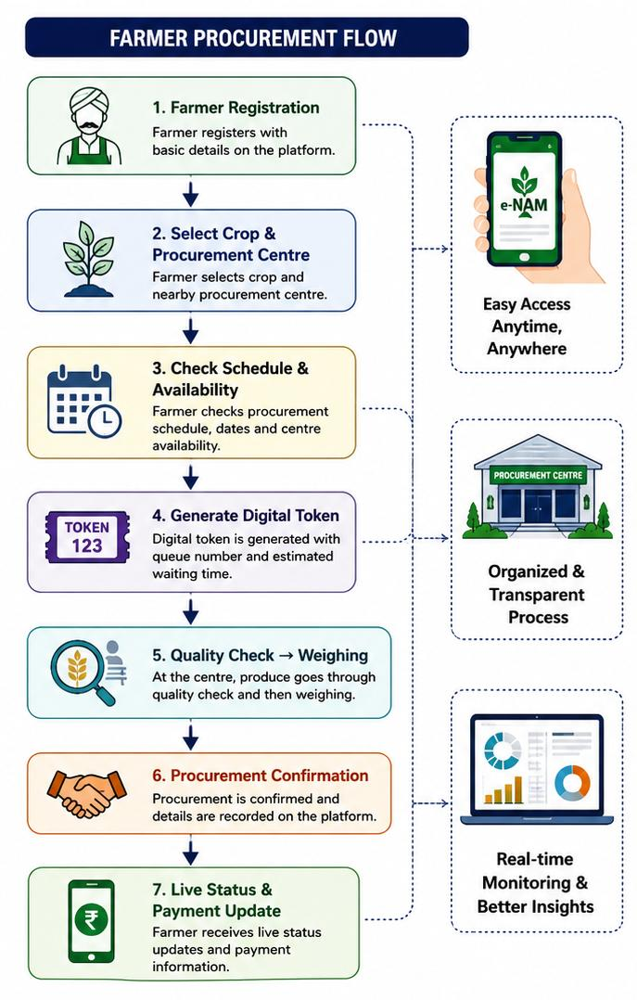 FARMER PROCUREMENT FLOW
1. Farmer Registration
Farmer registers with
basic details on the platform.
2. Select Crop &
Procurement Centre
Farmer selects crop and
nearby procurement centre.
3. Check Schedule &
Availability
Farmer checks procurement
schedule, dates and centre
availability.
TOKEN
123
4. Generate Digital Token
Digital token is generated with
queue number and estimated
waiting time.
5. Quality Check → Weighing
At the centre, produce goes through
quality check and then weighing.
6. Procurement Confirmation
Procurement is confirmed and
details are recorded on the platform.
₹
7. Live Status &
Payment Update
Farmer receives live status
updates and payment
information.
e-NAM
Easy Access
Anytime,
Anywhere
PROCUREMENT CENTRE
Organized &
Transparent
Process
Real-time
Monitoring &
Better Insights